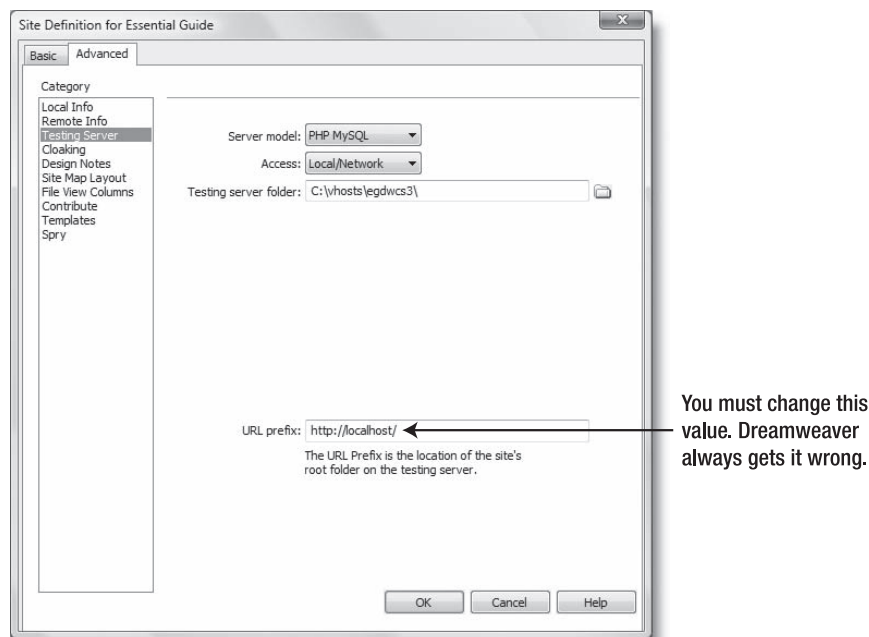 Site Definition for Essential Guide
Basic
Advanced
Category
Local Info
Remote Info
Testing Server
Cloaking
Design Notes
Site Map Layout
File View Columns
Contribute
Templates
Spry
Server model: PHP MySQL
Access: Local/Network
Testing server folder: C:\vhosts\egdwcs3\
URL prefix: http://localhost/
The URL Prefix is the location of the site's
root folder on the testing server.
You must change this
value. Dreamweaver
always gets it wrong.
OK
Cancel
Help